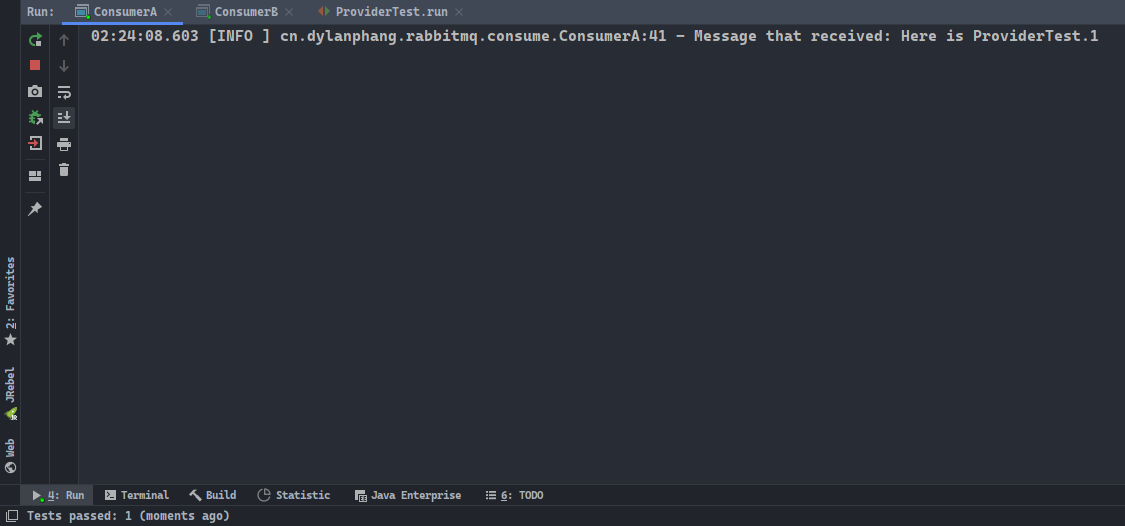 Run: ConsumerA ConsumerB ProviderTest.run
02:24:08.603 [INFO ] cn.dylanphang.rabbitmq.consume.ConsumerA:41 - Message that received: Here is ProviderTest.1
2: Favorites
JRebel
Web
4: Run Terminal Build Statistic Java Enterprise 6: TODO
Tests passed: 1 (moments ago)